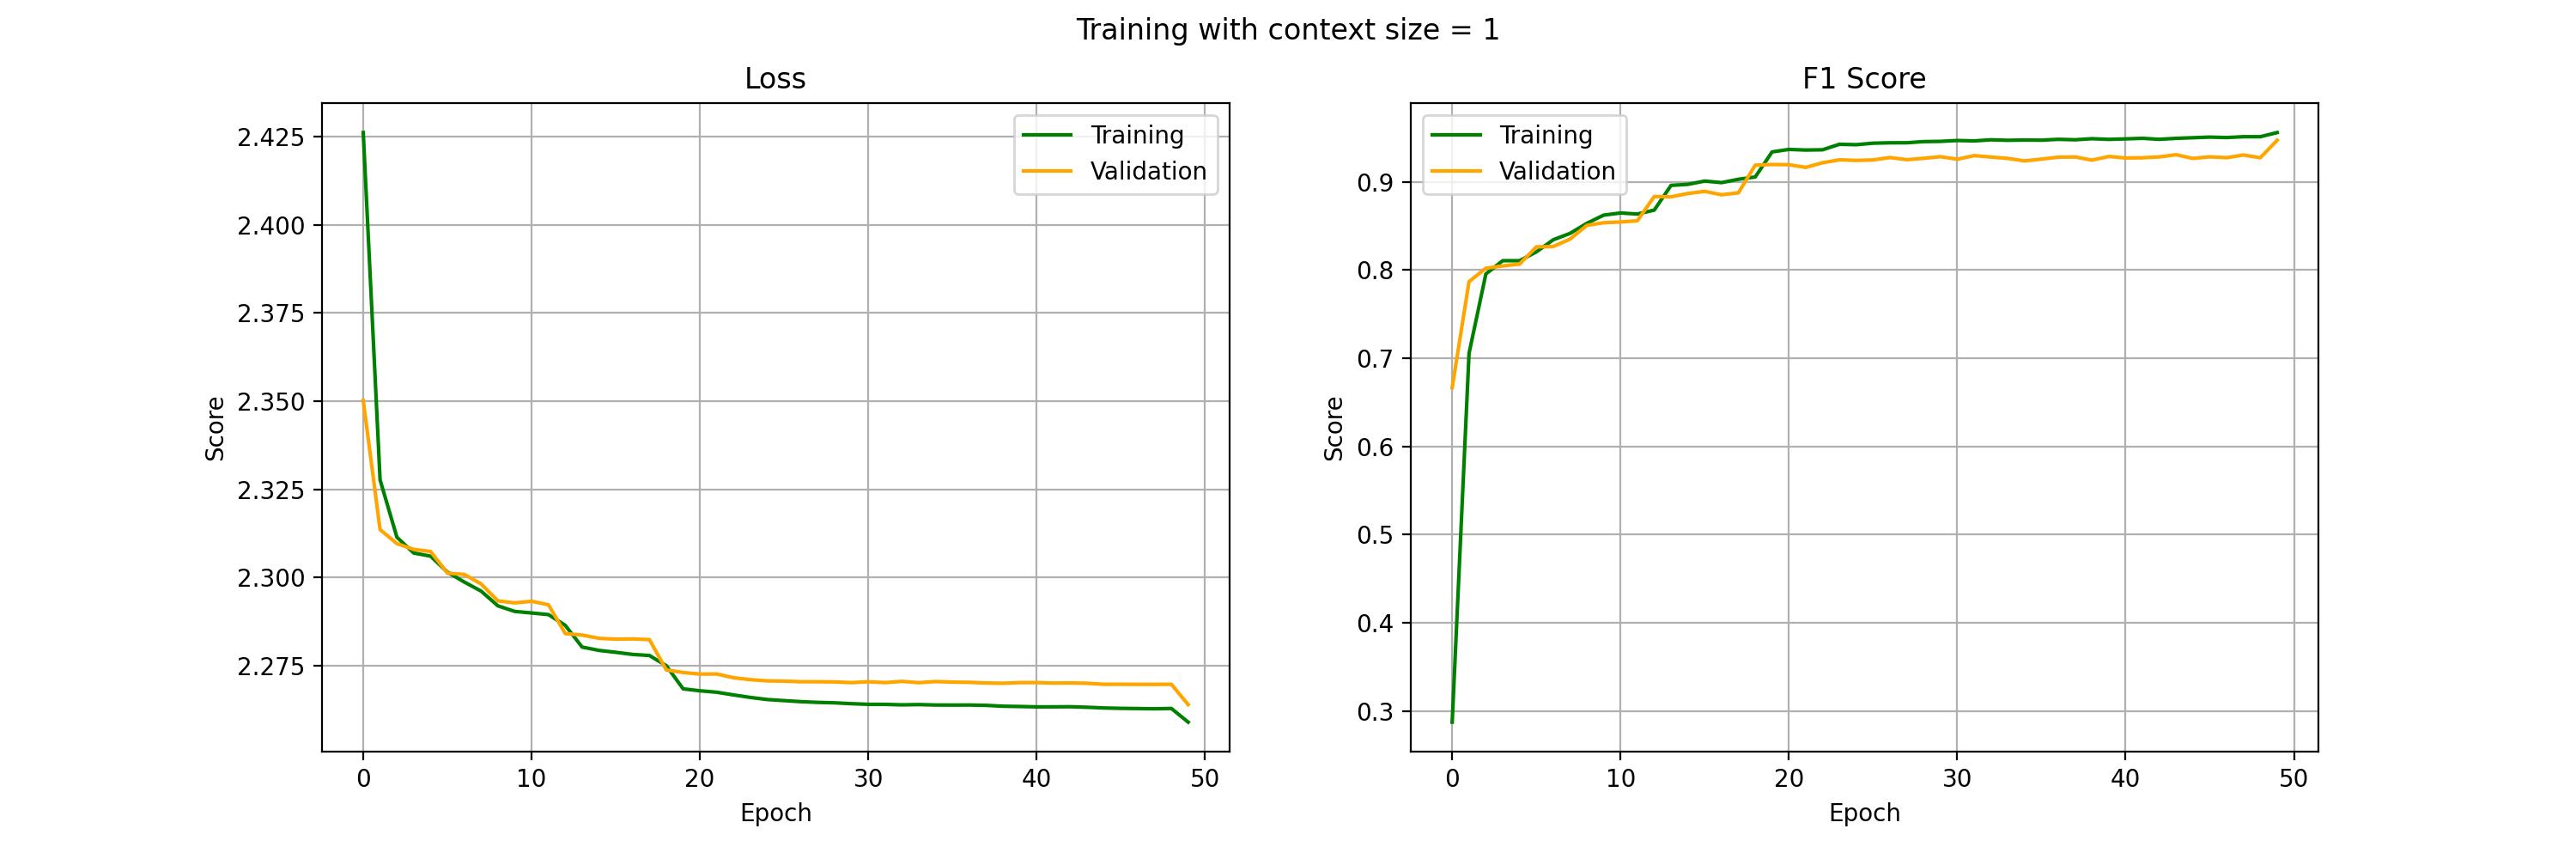 Training with context size = 1
Loss
2.425
2.400
2.375
2.350
2.325
2.300
2.275
Score
0 10 20 30 40 50
Epoch
Training
Validation
F1 Score
0.9
0.8
0.7
0.6
0.5
0.4
0.3
Score
0 10 20 30 40 50
Epoch
Training
Validation